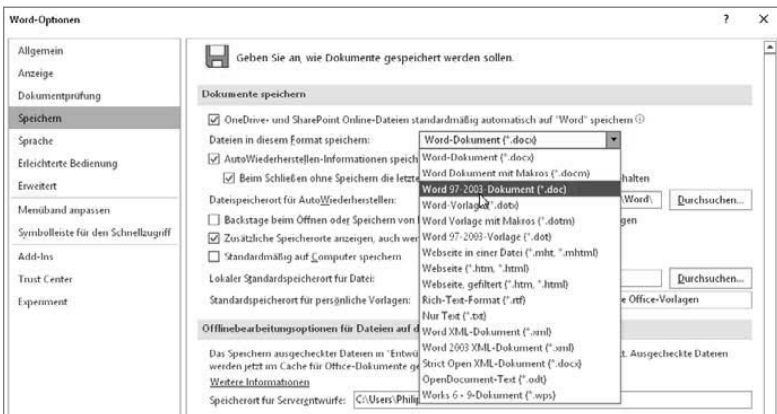 Word-Optionen ? X
Allgemein
Anzeige
Dokumentprüfung
Speichern
Sprache
Erleichterte Bedienung
Erweitert
Menüband anpassen
Symbolleiste für den Schnellzugriff
Add-Ins
Trust Center
Experiment
Geben Sie an, wie Dokumente gespeichert werden sollen.
Dokumente speichern
OneDrive- und SharePoint Online-Dateien standardmäßig automatisch auf "Word" speichern
Dateien in diesem Format speichern: Word-Dokument (*.docx)
AutoWiederherstellen-Informationen speich
Beim Schließen ohne Speichern die letzte halten
Dateispeicherort für AutoWiederherstellen: \Word\ Durchsuchen...
Backstage beim Öffnen oder Speichern von gen
Zusätzliche Speicherorte anzeigen, auch wer
Standardmäßig auf Computer speichern
Lokaler Standardspeicherort für Datei: Durchsuchen...
Standardspeicherort für persönliche Vorlagen: e Office-Vorlagen
Word-Dokument (*.docx)
Word Dokument mit Makros (*.docm)
Word 97-2003-Dokument (*.doc)
Word-Vorlage (*.dotx)
Word Vorlage mit Makros (*.dotm)
Word 97-2003-Vorlage (*.dot)
Webseite in einer Datei (*.mht, *.mhtml)
Webseite (*.htm, *.html)
Webseite, gefiltert (*.htm, *.html)
Rich-Text-Format (*.rtf)
Nur Text (*.txt)
Word XML-Dokument (*.xml)
Word 2003 XML-Dokument (*.xml)
Strict Open XML-Dokument (*.docx)
OpenDocument-Text (*.odt)
Works 6 - 9-Dokument (*.wps)
Offlinebearbeitungsoptionen für Dateien auf d
Das Speichern ausgecheckter Dateien in "Entwü t. Ausgecheckte Dateien
werden jetzt im Cache für Office-Dokumente ge
Weitere Informationen
Speicherort für Serverentwürfe: C:\Users\Philip